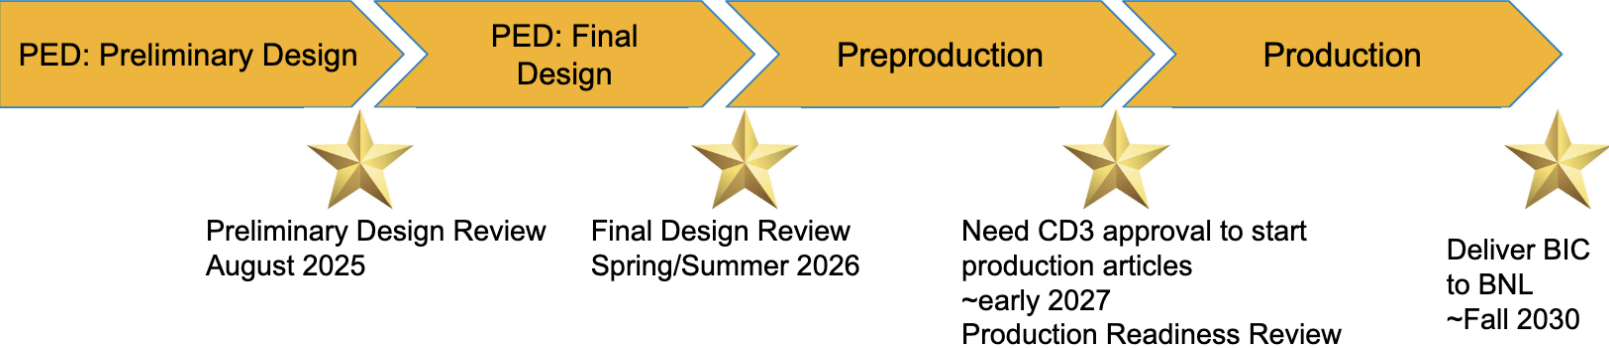 PED: Preliminary Design
PED: Final
Design
Preproduction
Production
Preliminary Design Review
August 2025
Final Design Review
Spring/Summer 2026
Need CD3 approval to start
production articles
~early 2027
Production Readiness Review
Deliver BIC
to BNL
~Fall 2030